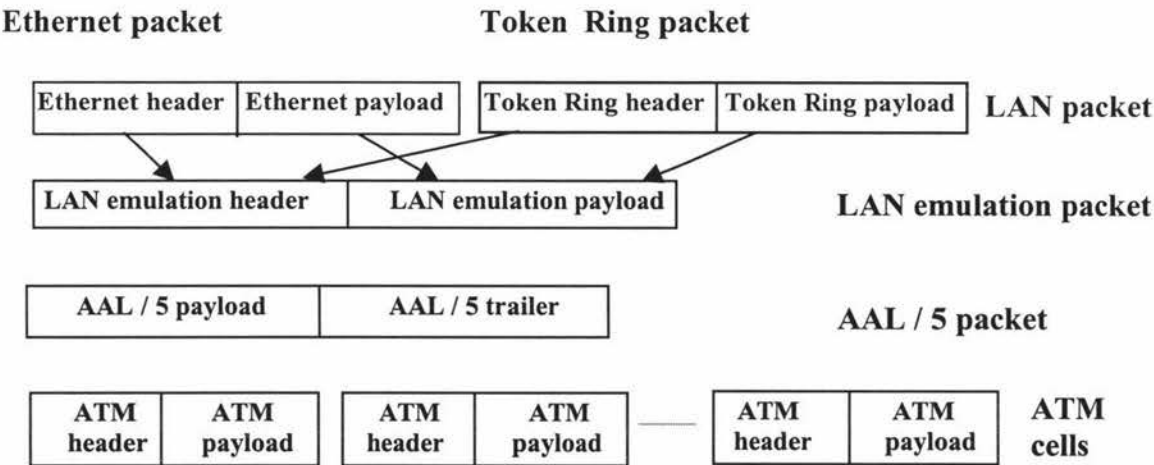 Ethernet packet Token Ring packet
Ethernet header Ethernet payload Token Ring header Token Ring payload LAN packet
LAN emulation header LAN emulation payload LAN emulation packet
AAL / 5 payload AAL / 5 trailer AAL / 5 packet
ATM ATM ATM ATM ATM ATM ATM
header payload header payload header payload cells